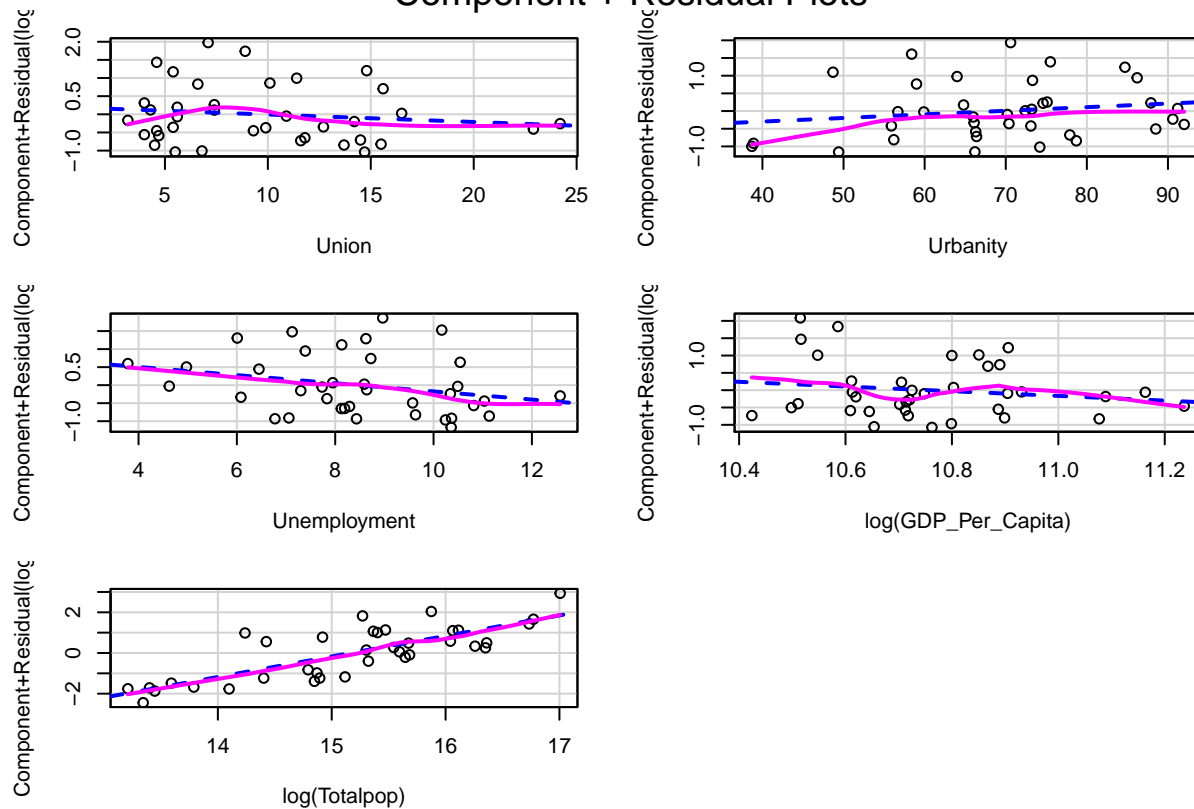 Component + Residual Plots
Component+Residual(log
2.0
0.5
−1.0
5 10 15 20 25
Union
Component+Residual(log
1.0
−1.0
40 50 60 70 80 90
Urbanity
Component+Residual(log
0.5
−1.0
4 6 8 10 12
Unemployment
Component+Residual(log
1.0
−1.0
10.4 10.6 10.8 11.0 11.2
log(GDP_Per_Capita)
Component+Residual(log
2
0
−2
14 15 16 17
log(Totalpop)